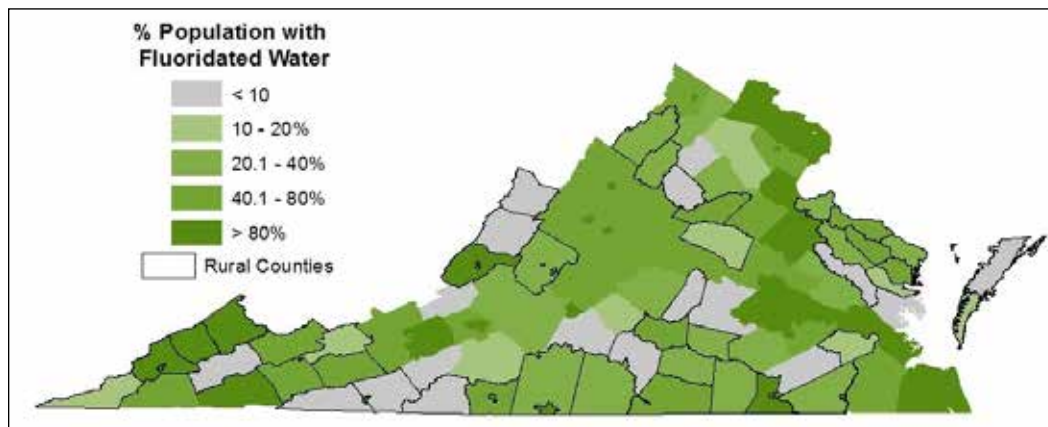 % Population with
Fluoridated Water
< 10
10 - 20%
20.1 - 40%
40.1 - 80%
> 80%
Rural Counties